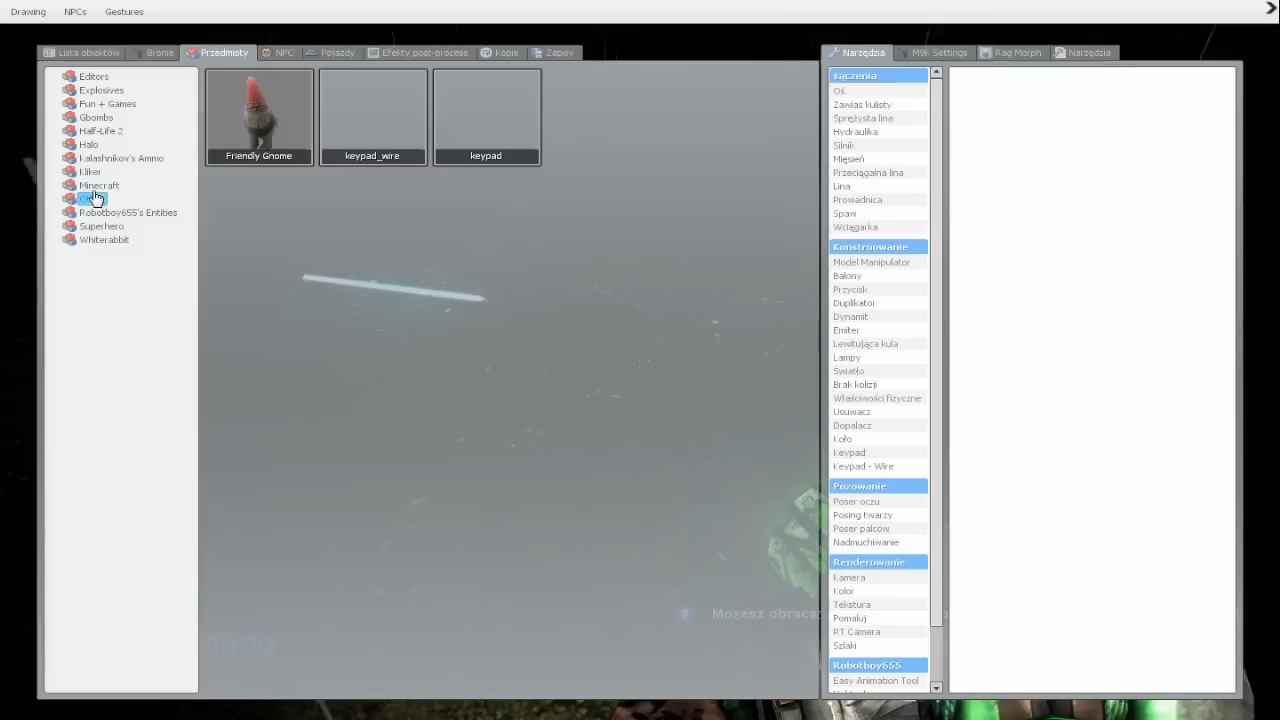 Drawing NPCs Gestures
Lista obiektów Bronie Przedmioty NPC Pojazdy Efekty post-process Kopie Zapisy
Editors
Explosives
Fun + Games
Gbombs
Half-Life 2
Halo
Kalashnikov's Ammo
Kliker
Minecraft
Robotboy655's Entities
Superhero
Whiterabbit
Friendly Gnome
keypad_wire
keypad
Możesz obracać
Narzędzia M9k Settings Rag Morph Narzędzia
Łączenia
Oś
Zawias kulisty
Sprężysta lina
Hydraulika
Silnik
Mięsień
Przeciągalna lina
Lina
Prowadnica
Spaw
Wciągarka
Konstruowanie
Model Manipulator
Balony
Przycisk
Duplikator
Dynamit
Emiter
Lewitująca kula
Lampy
Światło
Brak kolizji
Właściwości fizyczne
Usuwacz
Dopalacz
Koło
Keypad
Keypad - Wire
Pozowanie
Poser oczu
Posing twarzy
Poser palców
Nadmuchiwanie
Renderowanie
Kamera
Kolor
Tekstura
Pomaluj
RT Camera
Szlaki
Robotboy655
Easy Animation Tool